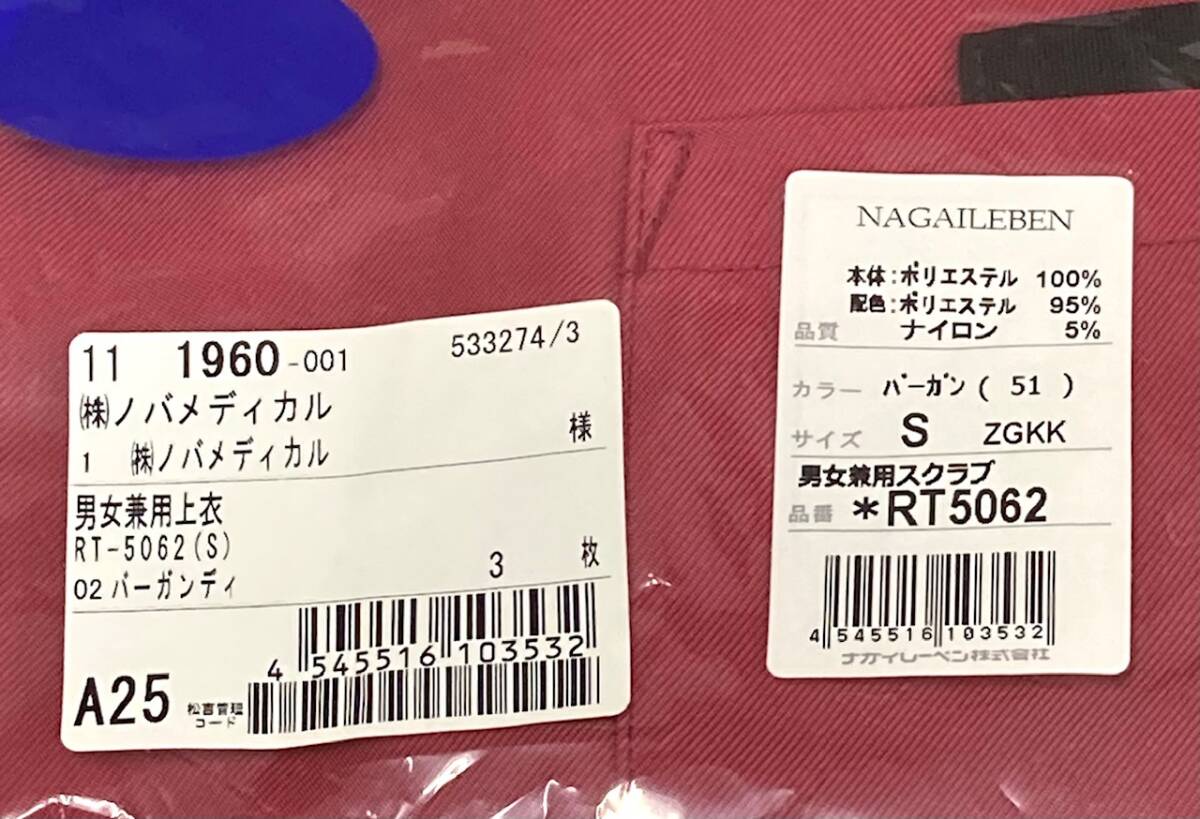 11 1960-001 533274/3
㈱ノバメディカル
1 ㈱ノバメディカル 様
男女兼用上衣
RT-5062(S)
02 バーガンディ 3 枚
4 545516 103532
A25 松吉管理
コード
NAGAILEBEN
本体:ポリエステル 100%
配色:ポリエステル 95%
品質 ナイロン 5%
カラー バーガン( 51 )
サイズ S ZGKK
男女兼用スクラブ
品番 *RT5062
4 545516 103532
ナガイレーベン株式会社